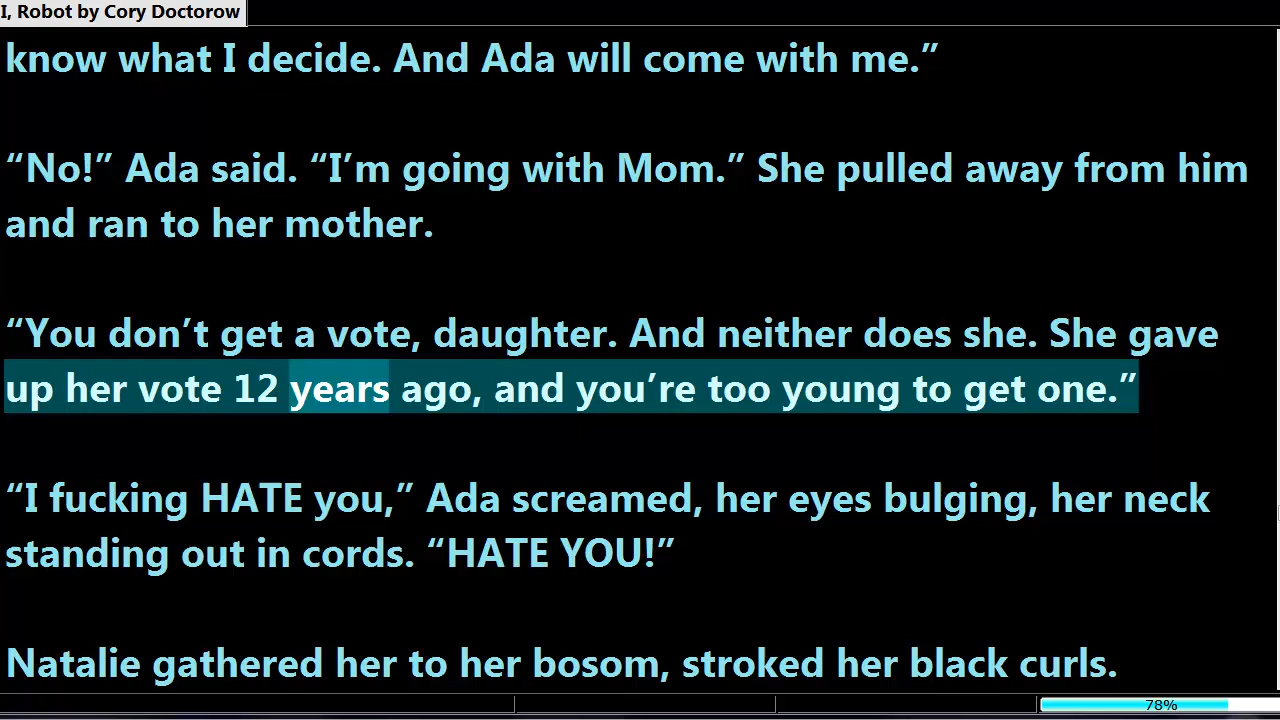 I, Robot by Cory Doctorow
know what I decide. And Ada will come with me.”
“No!” Ada said. “I’m going with Mom.” She pulled away from him
and ran to her mother.
“You don’t get a vote, daughter. And neither does she. She gave
up her vote 12 years ago, and you’re too young to get one.”
“I fucking HATE you,” Ada screamed, her eyes bulging, her neck
standing out in cords. “HATE YOU!”
Natalie gathered her to her bosom, stroked her black curls.
78%